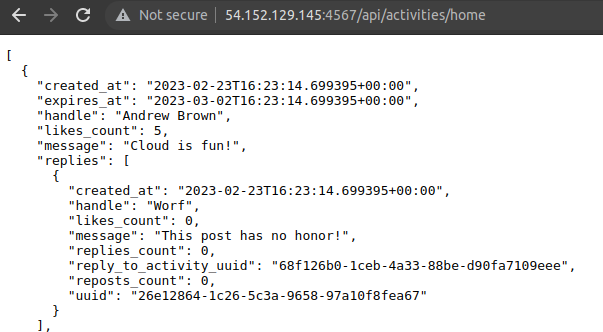 Not secure | 54.152.129.145:4567/api/activities/home
[
  {
    "created_at": "2023-02-23T16:23:14.699395+00:00",
    "expires_at": "2023-03-02T16:23:14.699395+00:00",
    "handle": "Andrew Brown",
    "likes_count": 5,
    "message": "Cloud is fun!",
    "replies": [
      {
        "created_at": "2023-02-23T16:23:14.699395+00:00",
        "handle": "Worf",
        "likes_count": 0,
        "message": "This post has no honor!",
        "replies_count": 0,
        "reply_to_activity_uuid": "68f126b0-1ceb-4a33-88be-d90fa7109eee",
        "reposts_count": 0,
        "uuid": "26e12864-1c26-5c3a-9658-97a10f8fea67"
      }
    ],